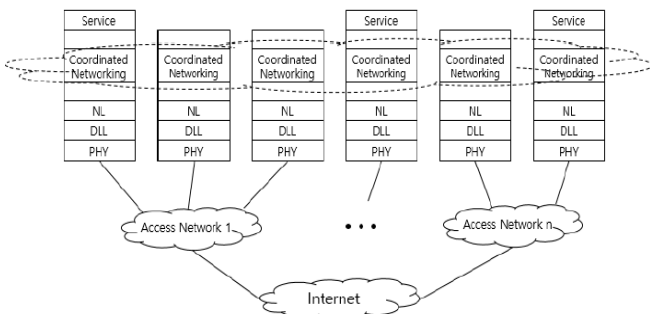 Service Service Service
Coordinated Coordinated Coordinated Coordinated Coordinated Coordinated
Networking Networking Networking Networking Networking Networking
NL NL NL NL NL NL
DLL DLL DLL DLL DLL DLL
PHY PHY PHY PHY PHY PHY
Access Network 1 • • • Access Network n
Internet